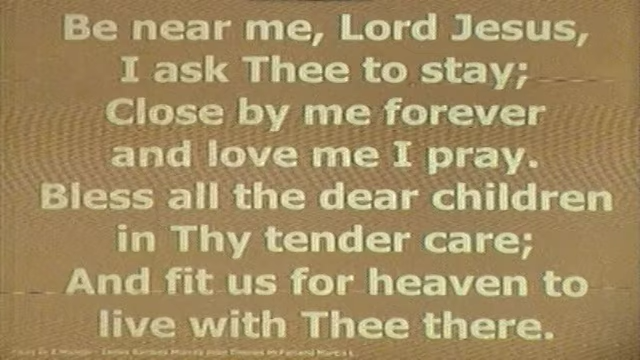 Be near me, Lord Jesus,
I ask Thee to stay;
Close by me forever
and love me I pray.
Bless all the dear children
in Thy tender care;
And fit us for heaven to
live with Thee there.